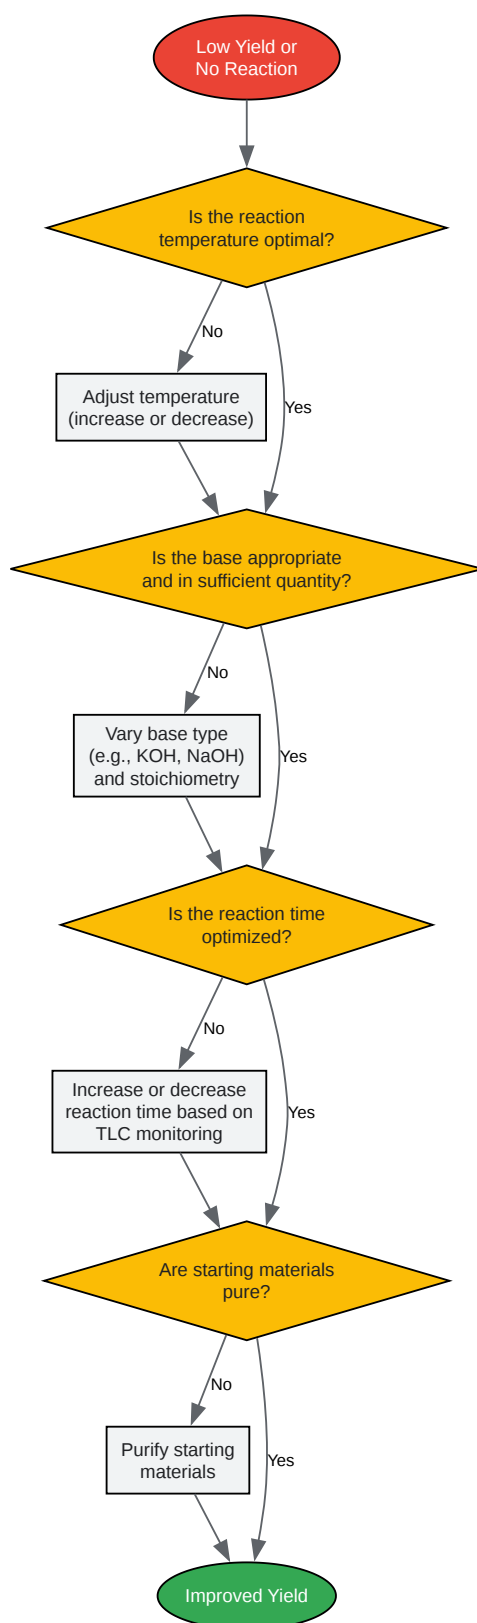 Low Yield or
No Reaction
Is the reaction
temperature optimal?
No
Adjust temperature
(increase or decrease)
Yes
Is the base appropriate
and in sufficient quantity?
No
Vary base type
(e.g., KOH, NaOH)
and stoichiometry
Yes
Is the reaction time
optimized?
No
Increase or decrease
reaction time based on
TLC monitoring
Yes
Are starting materials
pure?
No
Purify starting
materials
Yes
Improved Yield